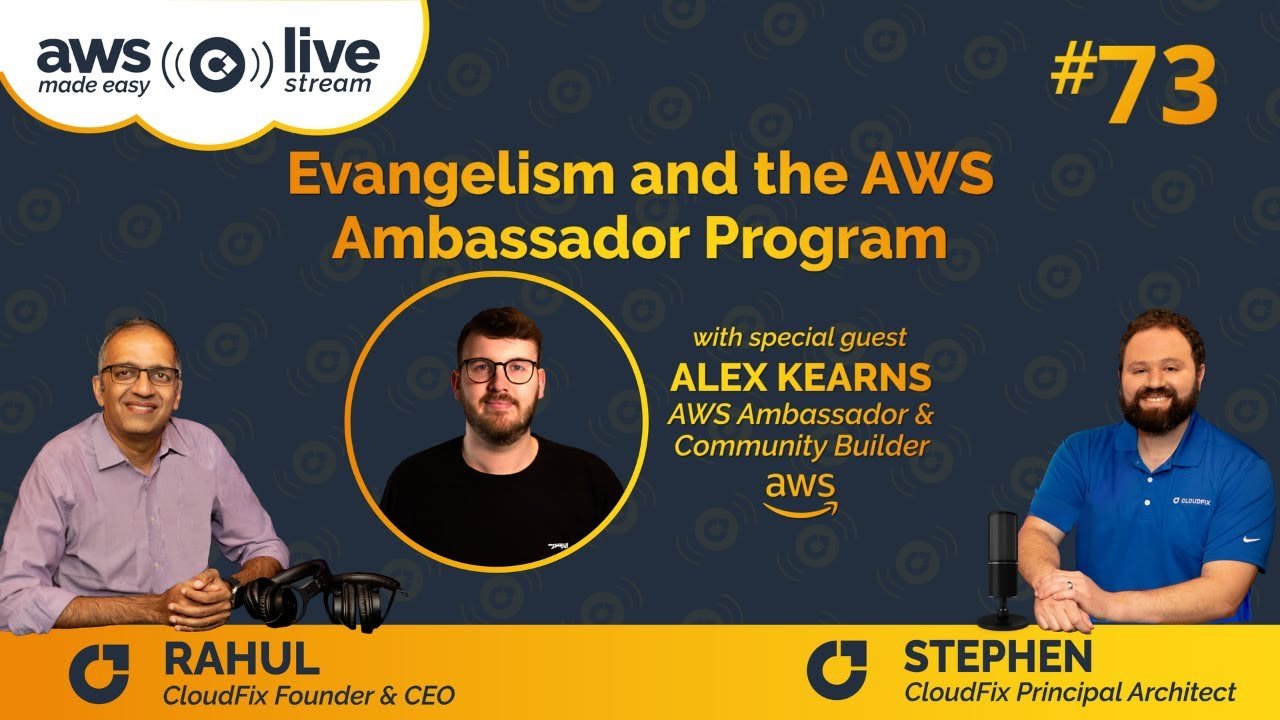 aws live
made easy stream
#73
Evangelism and the AWS
Ambassador Program
with special guest
ALEX KEARNS
AWS Ambassador &
Community Builder
aws
CLOUDFIX
RAHUL
CloudFix Founder & CEO
STEPHEN
CloudFix Principal Architect